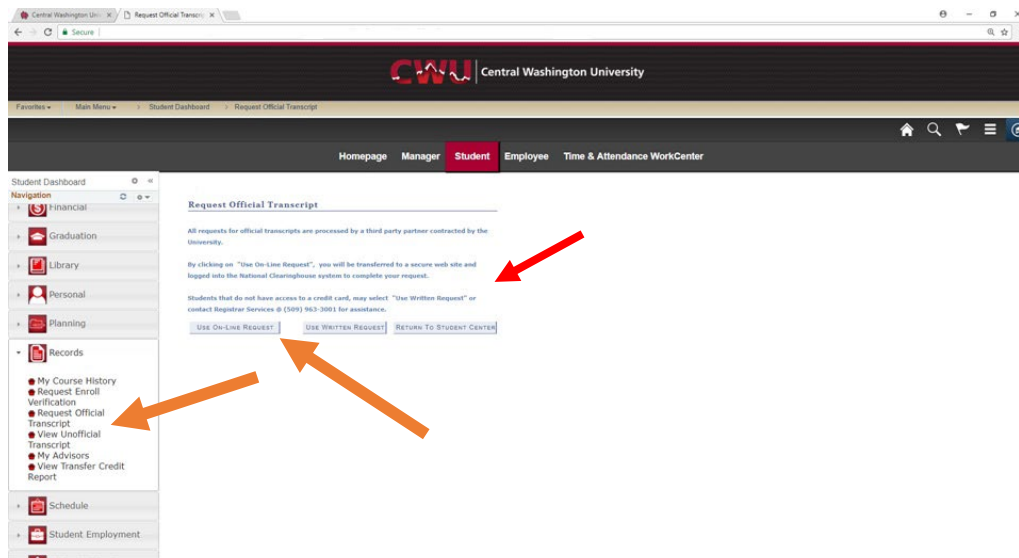 Central Washington Uni
Request Official Transcri
Secure
CWU Central Washington University
Favorites Main Menu Student Dashboard Request Official Transcript
Homepage Manager Student Employee Time & Attendance WorkCenter
Student Dashboard
Navigation
Financial
Graduation
Library
Personal
Planning
Records
My Course History
Request Enroll
Verification
Request Official
Transcript
View Unofficial
Transcript
My Advisors
View Transfer Credit
Report
Schedule
Student Employment
Request Official Transcript
All requests for official transcripts are processed by a third party partner contracted by the
University.
By clicking on "Use On-Line Request", you will be transferred to a secure web site and
logged into the National Clearinghouse system to complete your request.
Students that do not have access to a credit card, may select "Use Written Request" or
contact Registrar Services @ (509) 963-3001 for assistance.
USE ON-LINE REQUEST USE WRITTEN REQUEST RETURN TO STUDENT CENTER